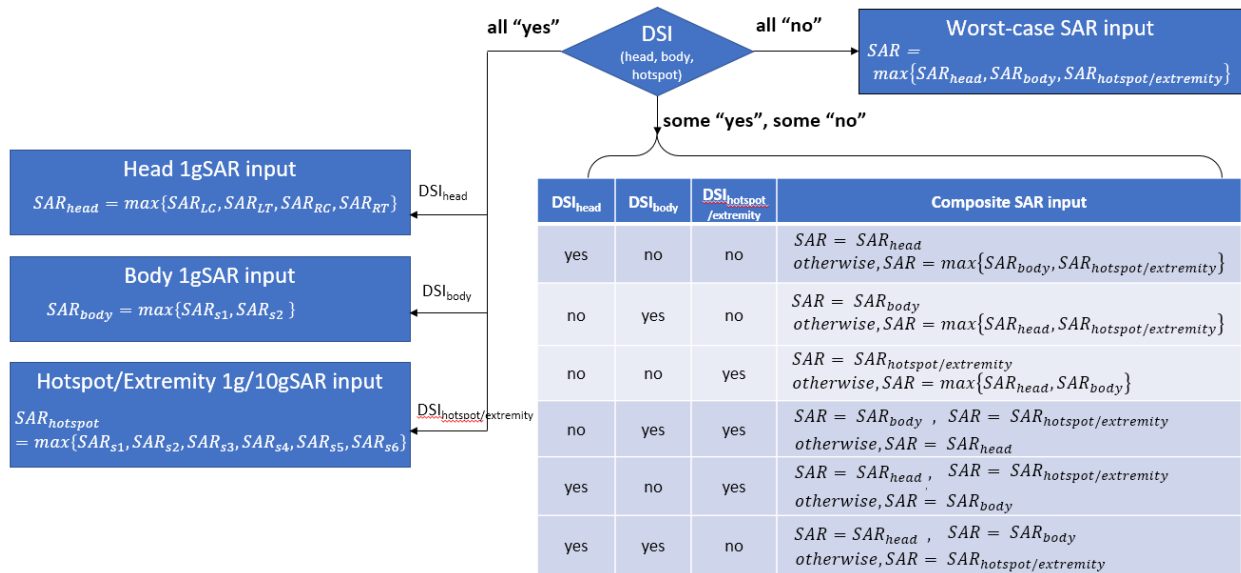 all “yes”
DSI
(head, body,
hotspot)
all “no”
Worst-case SAR input
SAR =
max{SAR_head, SAR_body, SAR_hotspot/extremity}
some “yes”, some “no”
Head 1gSAR input
SAR_head = max{SAR_LC, SAR_LT, SAR_RC, SAR_RT}
DSI_head
Body 1gSAR input
SAR_body = max{SAR_s1, SAR_s2 }
DSI_body
Hotspot/Extremity 1g/10gSAR input
SAR_hotspot
= max{SAR_s1, SAR_s2, SAR_s3, SAR_s4, SAR_s5, SAR_s6}
DSI_hotspot/extremity
DSI_head DSI_body DSI_hotspot /extremity Composite SAR input
yes no no SAR = SAR_head
otherwise, SAR = max{SAR_body, SAR_hotspot/extremity}
no yes no SAR = SAR_body
otherwise, SAR = max{SAR_head, SAR_hotspot/extremity}
no no yes SAR = SAR_hotspot/extremity
otherwise, SAR = max{SAR_head, SAR_body}
no yes yes SAR = SAR_body , SAR = SAR_hotspot/extremity
otherwise, SAR = SAR_head
yes no yes SAR = SAR_head , SAR = SAR_hotspot/extremity
otherwise, SAR = SAR_body
yes yes no SAR = SAR_head , SAR = SAR_body
otherwise, SAR = SAR_hotspot/extremity